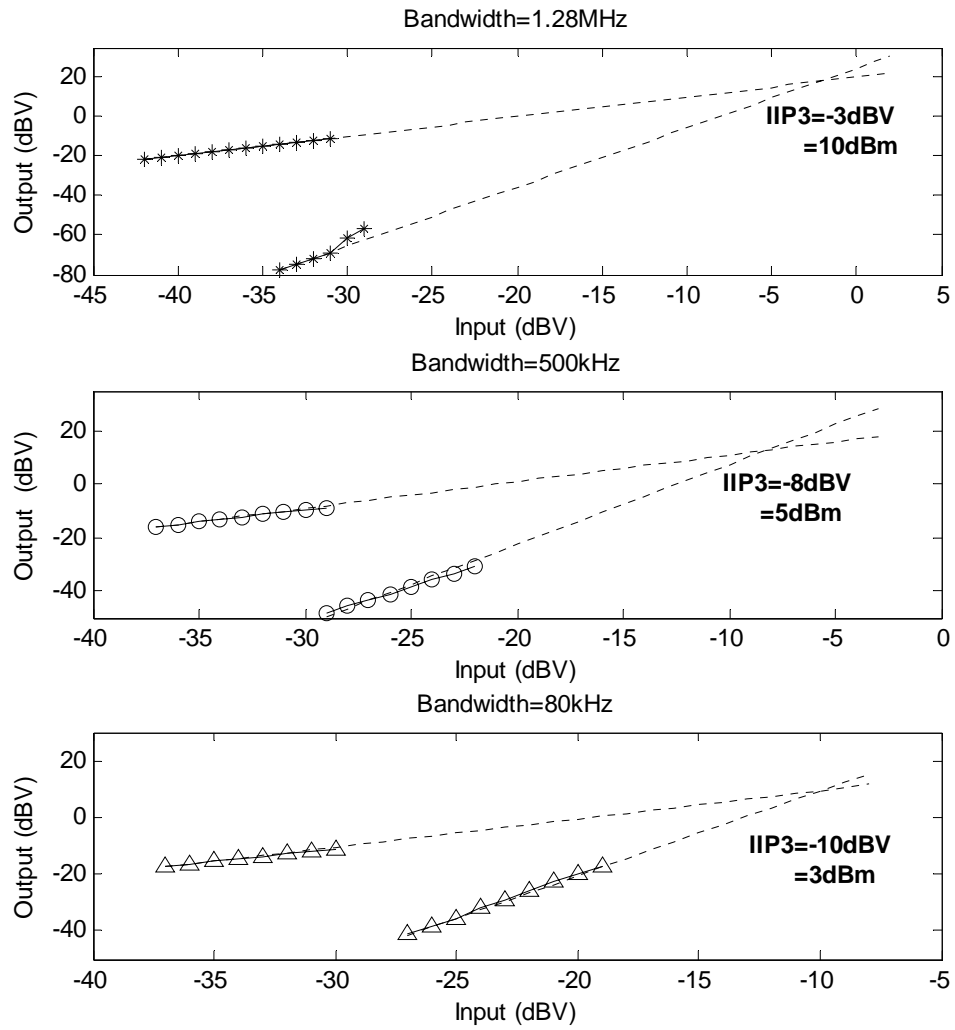 Bandwidth=1.28MHz
Output (dBV)
20
0
-20
-40
-60
-80
IIP3=-3dBV
=10dBm
-45 -40 -35 -30 -25 -20 -15 -10 -5 0 5
Input (dBV)
Bandwidth=500kHz
Output (dBV)
20
0
-20
-40
IIP3=-8dBV
=5dBm
-40 -35 -30 -25 -20 -15 -10 -5 0
Input (dBV)
Bandwidth=80kHz
Output (dBV)
20
0
-20
-40
IIP3=-10dBV
=3dBm
-40 -35 -30 -25 -20 -15 -10 -5
Input (dBV)